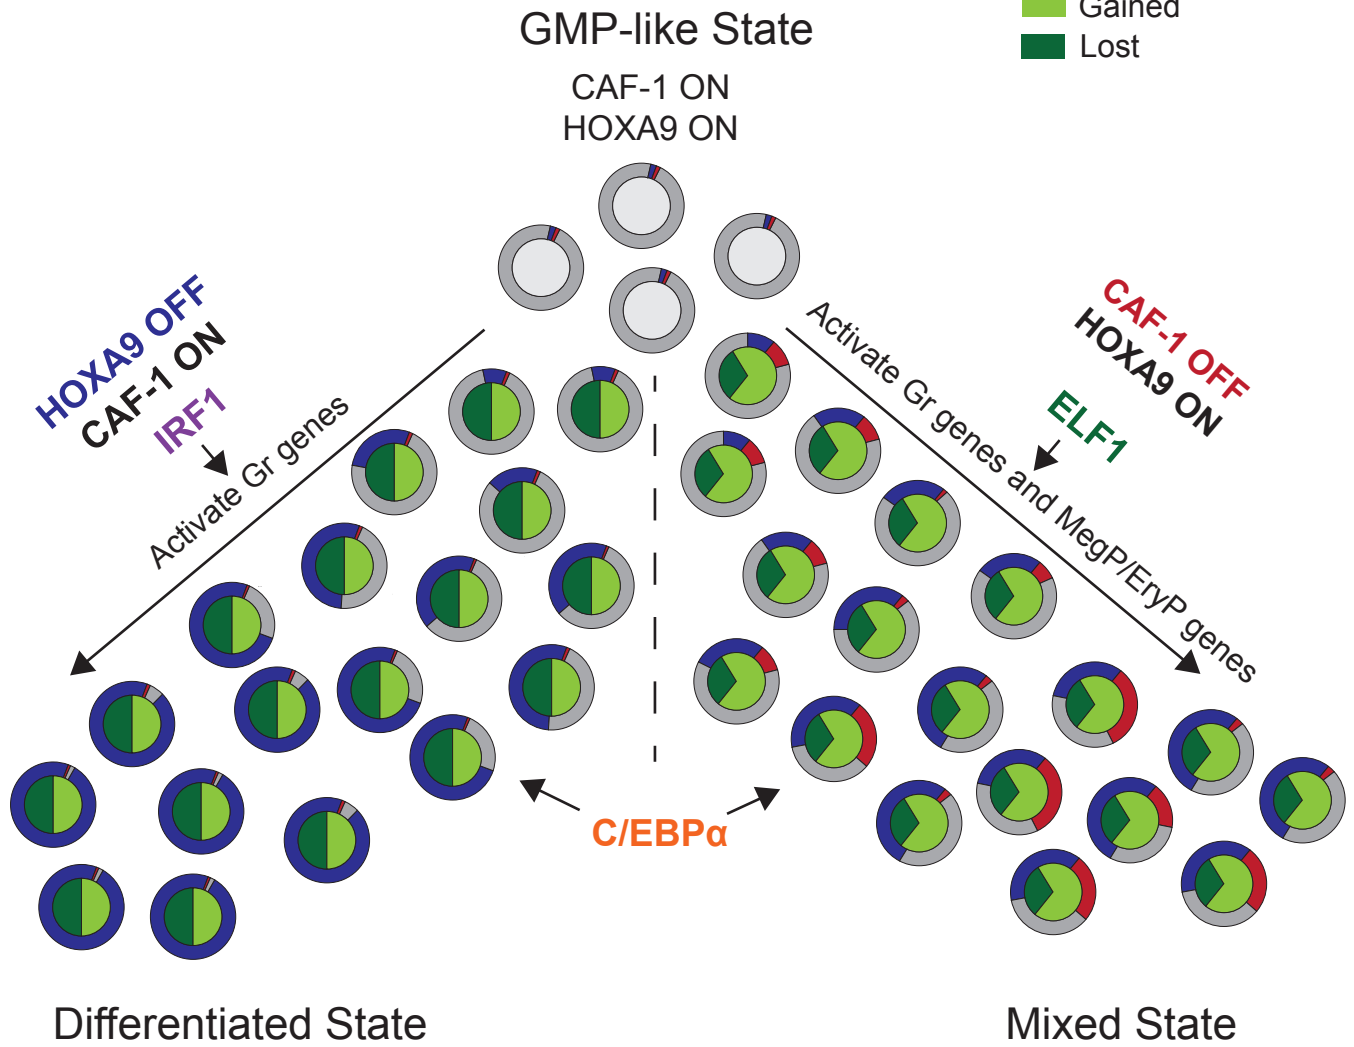 Gained
Lost
GMP-like State
CAF-1 ON
HOXA9 ON
HOXA9 OFF
CAF-1 ON
IRF1
Activate Gr genes
CAF-1 OFF
HOXA9 ON
ELF1
Activate Gr genes and MegP/EryP genes
C/EBPα
Differentiated State
Mixed State